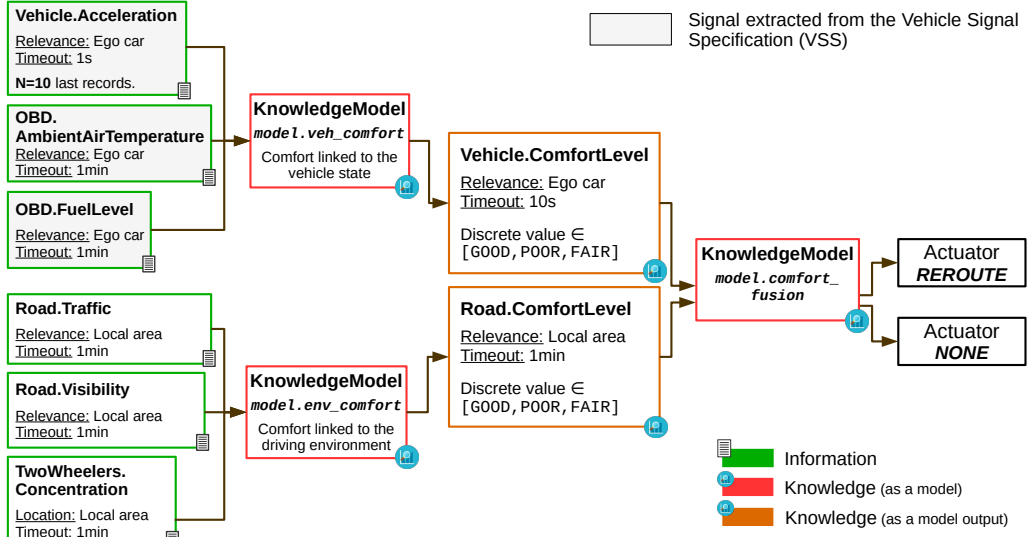 Vehicle.Acceleration
Relevance: Ego car
Timeout: 1s
N=10 last records.
OBD.
AmbientAirTemperature
Relevance: Ego car
Timeout: 1min
OBD.FuelLevel
Relevance: Ego car
Timeout: 1min
Road.Traffic
Relevance: Local area
Timeout: 1min
Road.Visibility
Relevance: Local area
Timeout: 1min
TwoWheelers.
Concentration
Location: Local area
Timeout: 1min
KnowledgeModel
model.veh_comfort
Comfort linked to the
vehicle state
KnowledgeModel
model.env_comfort
Comfort linked to the
driving environment
Vehicle.ComfortLevel
Relevance: Ego car
Timeout: 10s
Discrete value ∈
[GOOD,POOR,FAIR]
Road.ComfortLevel
Relevance: Local area
Timeout: 1min
Discrete value ∈
[GOOD,POOR,FAIR]
KnowledgeModel
model.comfort_
fusion
Actuator
REROUTE
Actuator
NONE
Signal extracted from the Vehicle Signal
Specification (VSS)
Information
Knowledge (as a model)
Knowledge (as a model output)